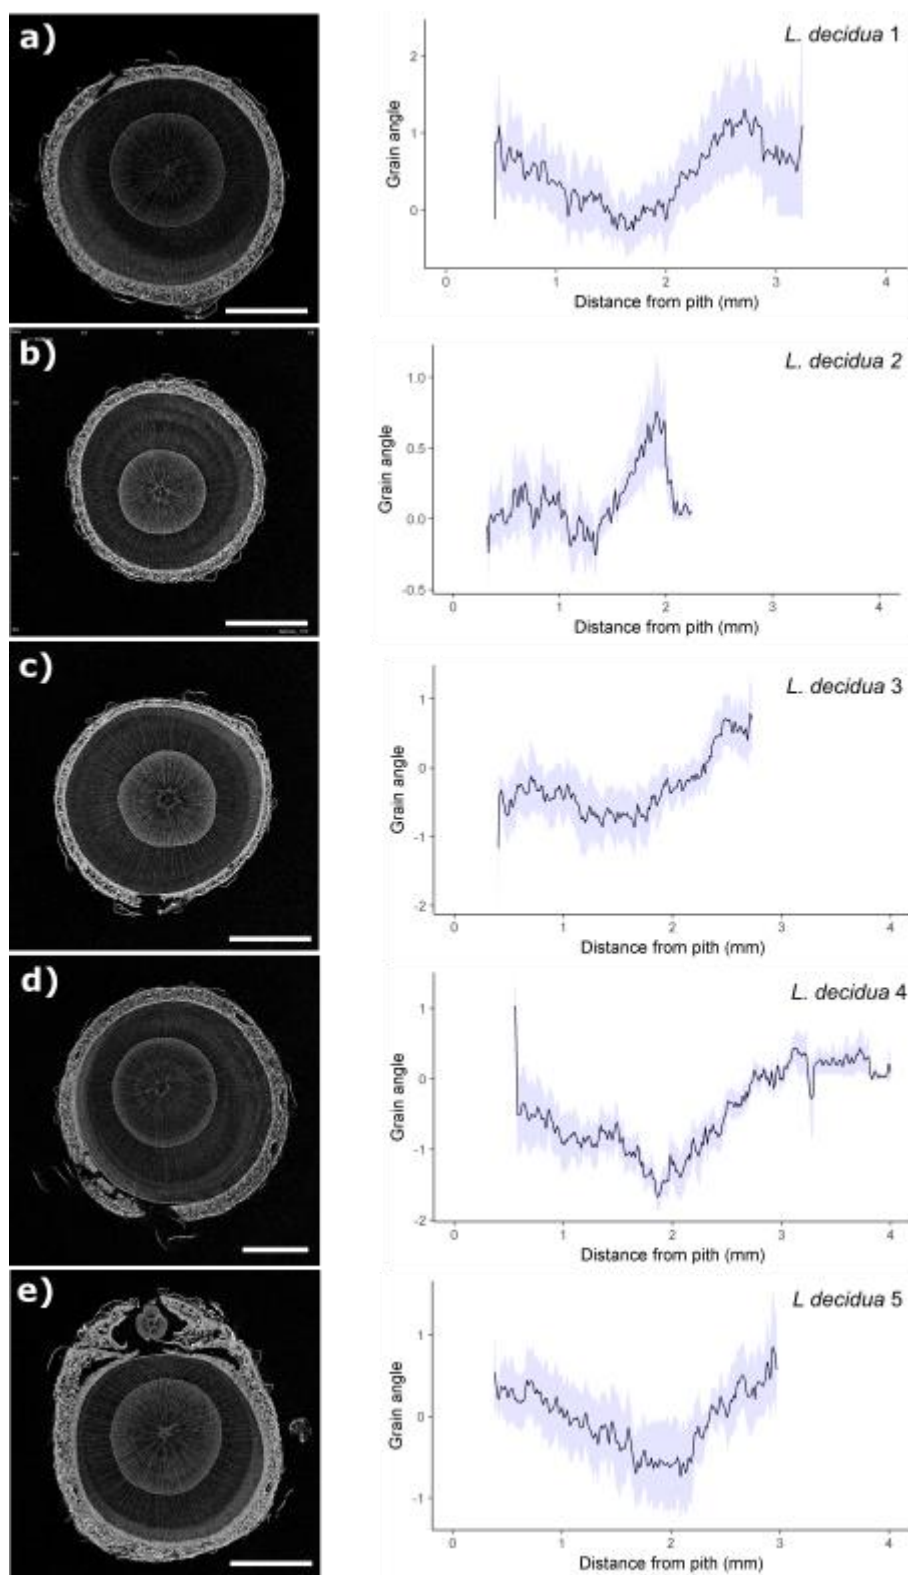 a)
L. decidua 1
Grain angle
2
1
0
0 1 2 3 4
Distance from pith (mm)
b)
L. decidua 2
Grain angle
1.0
0.5
0.0
-0.5
0 1 2 3 4
Distance from pith (mm)
c)
L. decidua 3
Grain angle
1
0
-1
-2
0 1 2 3 4
Distance from pith (mm)
d)
L. decidua 4
Grain angle
1
0
-1
-2
0 1 2 3 4
Distance from pith (mm)
e)
L decidua 5
Grain angle
1
0
-1
0 1 2 3 4
Distance from pith (mm)